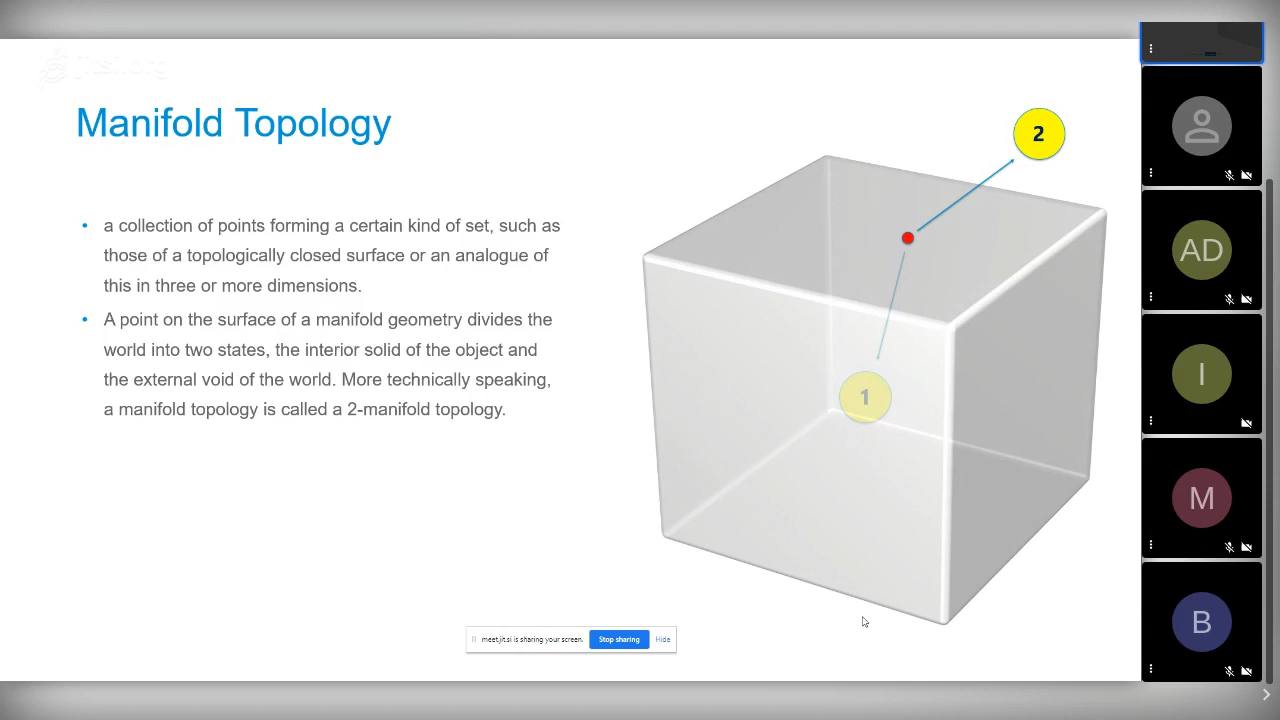 jitsi.org
Manifold Topology
2
• a collection of points forming a certain kind of set, such as
those of a topologically closed surface or an analogue of
this in three or more dimensions.
• A point on the surface of a manifold geometry divides the
world into two states, the interior solid of the object and
the external void of the world. More technically speaking,
a manifold topology is called a 2-manifold topology.
1
meet.jit.si is sharing your screen. Stop sharing Hide
AD
I
M
B